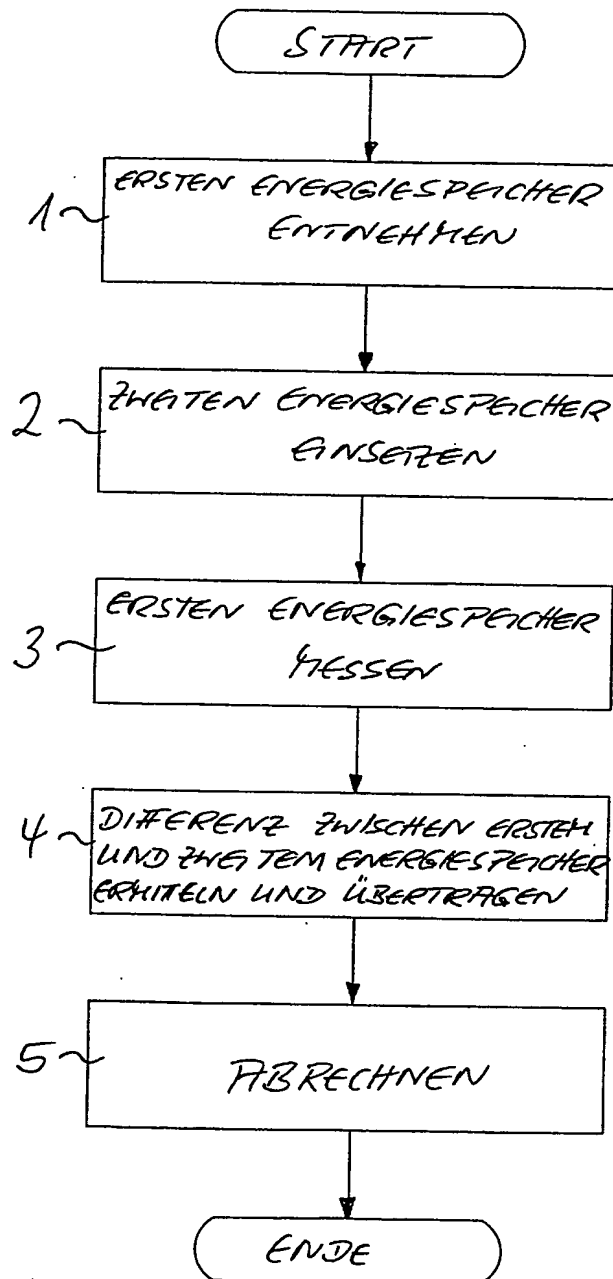 START
1 ERSTEN ENERGIESPEICHER
ENTNEHMEN
2 ZWEITEN ENERGIESPEICHER
EINSETZEN
3 ERSTEN ENERGIESPEICHER
MESSEN
4 DIFFERENZ ZWISCHEN ERSTEM
UND ZWEITEM ENERGIESPEICHER
ERMITTELN UND ÜBERTRAGEN
5 ABRECHNEN
ENDE